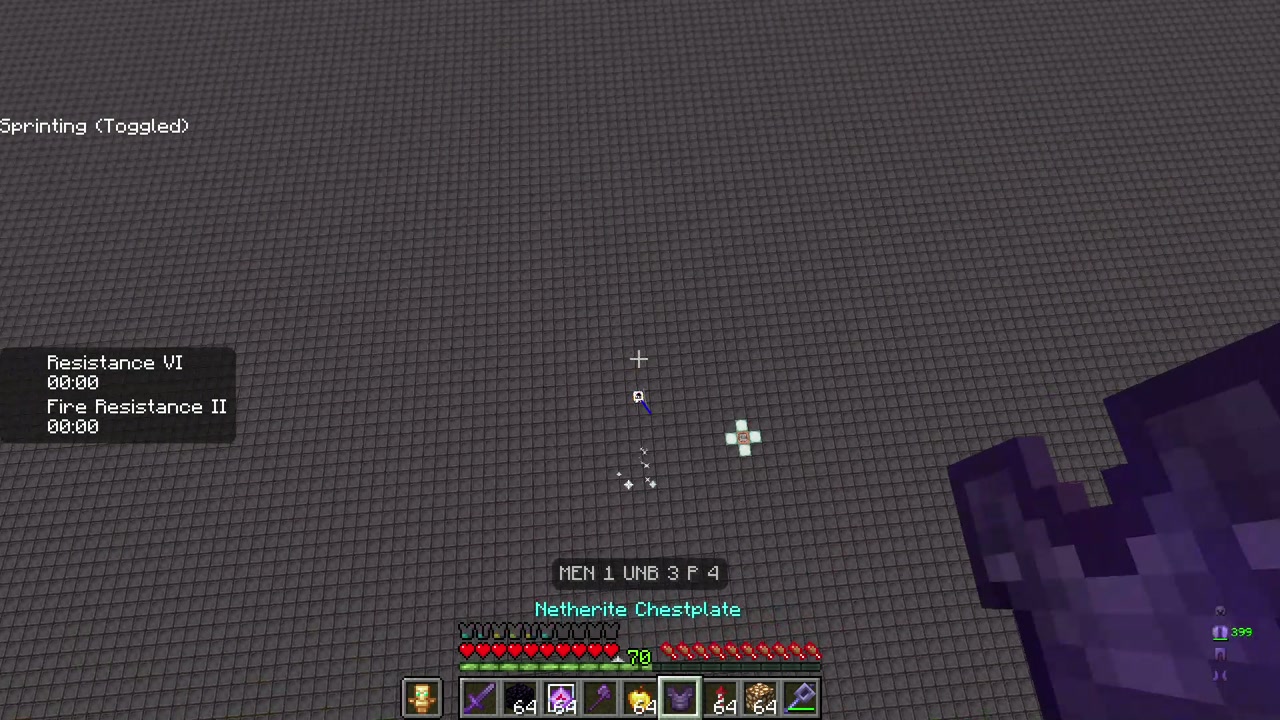 Sprinting (Toggled)
Resistance VI
00:00
Fire Resistance II
00:00
MEN 1 UNB 3 P 4
Netherite Chestplate
70
399
64
64
64
64
64